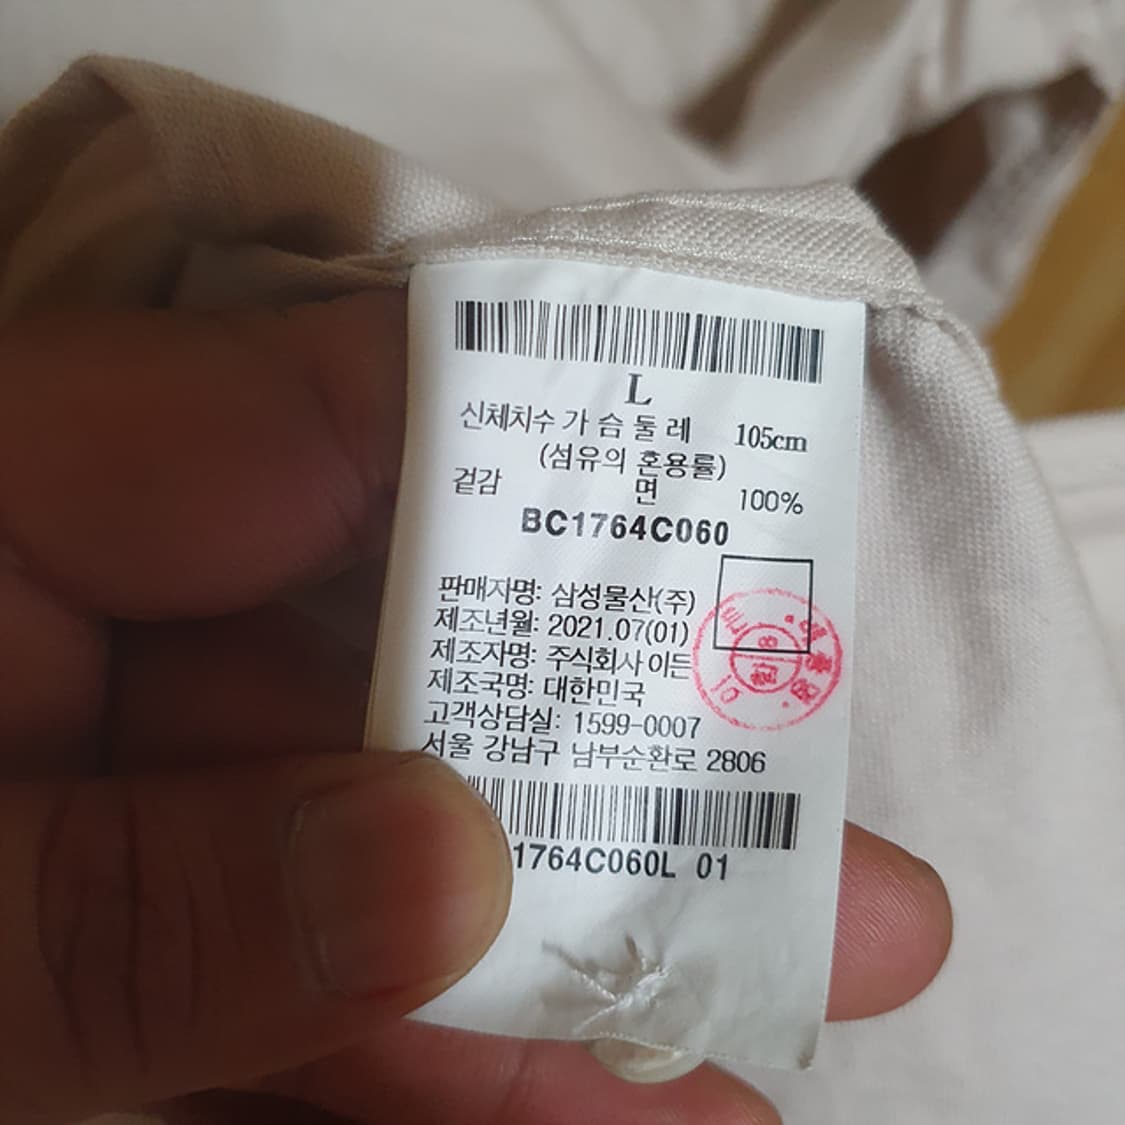 L
신체치수 가 슴 둘 레 105cm
(섬유의 혼용률)
겉감 면 100%
BC1764C060
판매자명: 삼성물산(주)
제조년월: 2021.07(01)
제조자명: 주식회사 이든
제조국명: 대한민국
고객상담실: 1599-0007
서울 강남구 남부순환로 2806
1764C060L 01